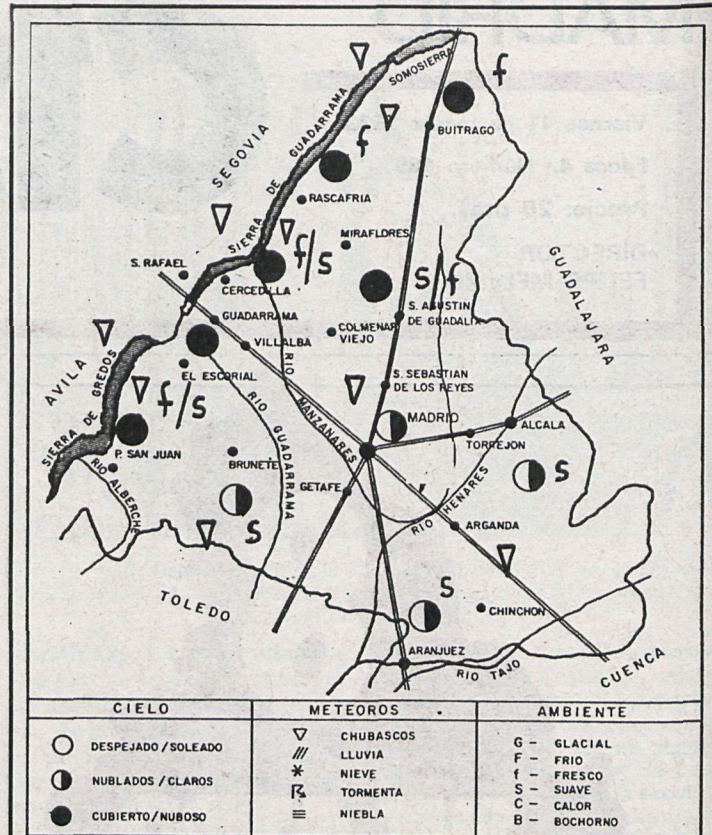 SOMOSIERRA
f
BUITRAGO
SIERRA DE GUADARRAMA
f
SEGOVIA
RASCAFRIA
MIRAFLORES
S. RAFAEL
f/S
CERCEDILLA
S/f
GUADALAJARA
GUADARRAMA
S. AGUSTIN
DE GUADALIX
COLMENAR
VIEJO
VILLALBA
AVILA
EL ESCORIAL
S. SEBASTIAN
DE LOS REYES
SIERRA DE GREDOS
f/S
RIO MANZANARES
MADRID
ALCALA
TORREJON
P. SAN JUAN
BRUNETE
RIO GUADARRAMA
S
RIO ALBERCHE
GETAFE
S
RIO HENARES
ARGANDA
TOLEDO
S
CHINCHON
ARANJUEZ
RIO TAJO
CUENCA
CIELO
DESPEJADO/SOLEADO
NUBLADOS/CLAROS
CUBIERTO/NUBOSO
METEOROS
CHUBASCOS
LLUVIA
NIEVE
TORMENTA
NIEBLA
AMBIENTE
G - GLACIAL
F - FRIO
f - FRESCO
S - SUAVE
C - CALOR
B - BOCHORNO